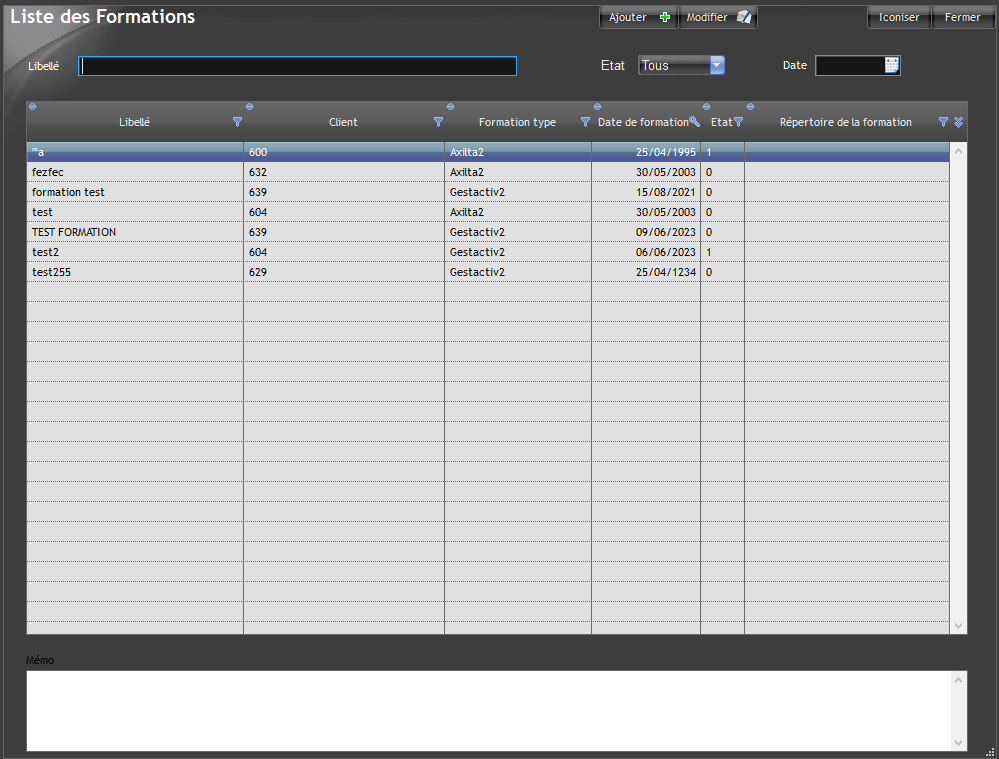 Liste des Formations Ajouter Modifier Iconiser Fermer
Libellé Etat Tous Date
Libellé Client Formation type Date de formation Etat Répertoire de la formation
"a 600 Axilta2 25/04/1995 1
fezfec 632 Axilta2 30/05/2003 0
formation test 639 Gestactiv2 15/08/2021 0
test 604 Axilta2 30/05/2003 0
TEST FORMATION 639 Gestactiv2 09/06/2023 0
test2 604 Gestactiv2 06/06/2023 1
test255 629 Gestactiv2 25/04/1234 0
Mémo